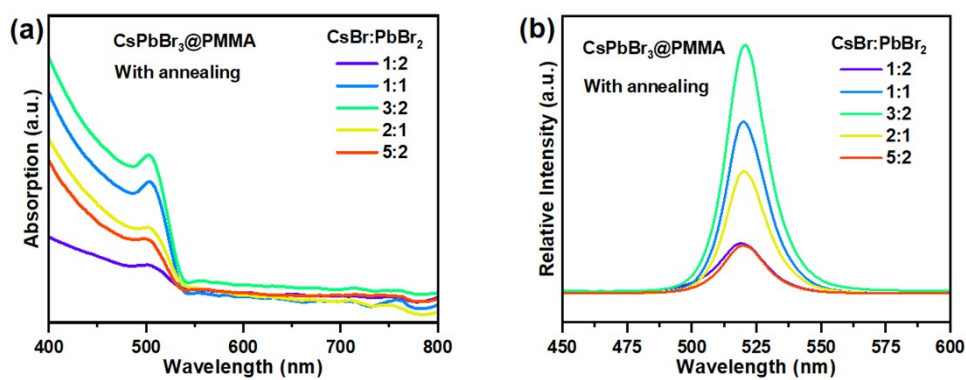 (a)
CsPbBr₃@PMMA
With annealing
CsBr:PbBr₂
1:2
1:1
3:2
2:1
5:2
Absorption (a.u.)
400 500 600 700 800
Wavelength (nm)
(b)
CsPbBr₃@PMMA
With annealing
CsBr:PbBr₂
1:2
1:1
3:2
2:1
5:2
Relative Intensity (a.u.)
450 475 500 525 550 575 600
Wavelength (nm)